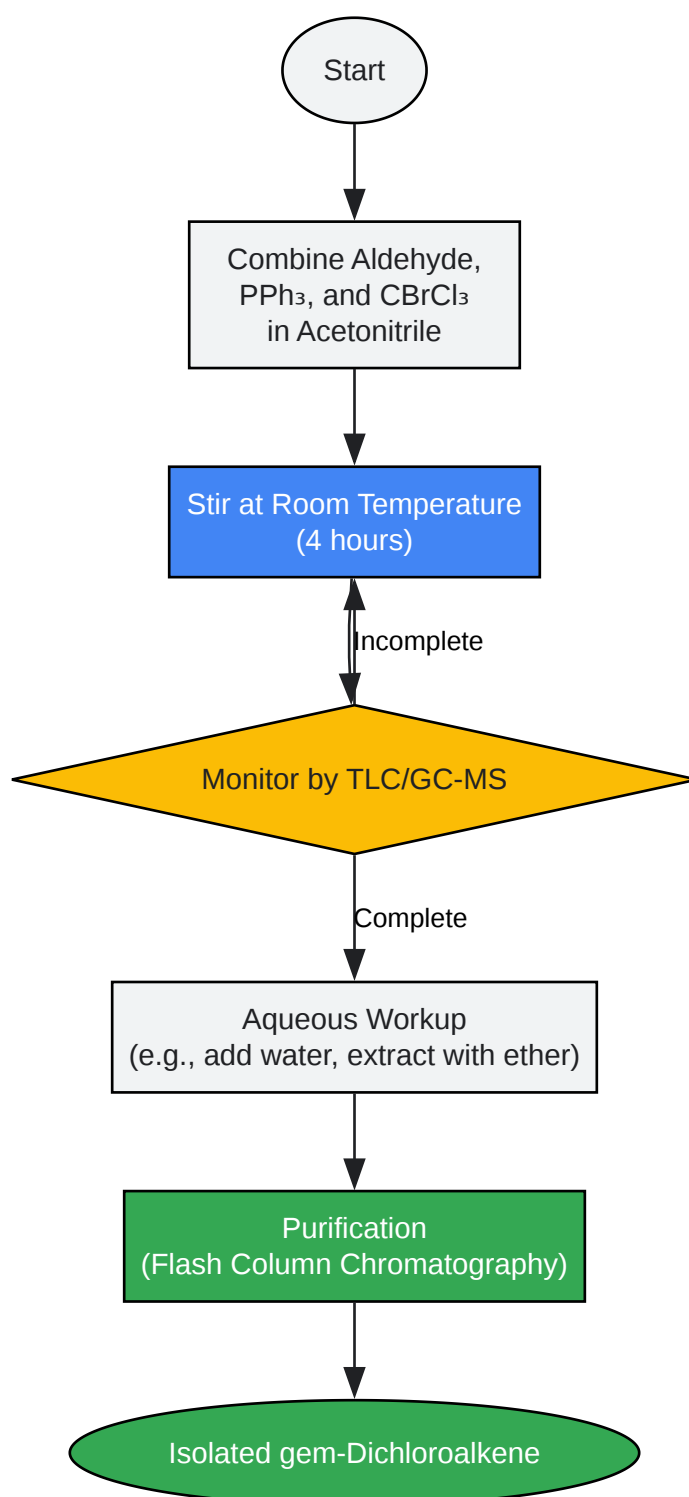 Start
Combine Aldehyde,
PPh₃, and CBrCl₃
in Acetonitrile
Stir at Room Temperature
(4 hours)
Incomplete
Monitor by TLC/GC-MS
Complete
Aqueous Workup
(e.g., add water, extract with ether)
Purification
(Flash Column Chromatography)
Isolated gem-Dichloroalkene